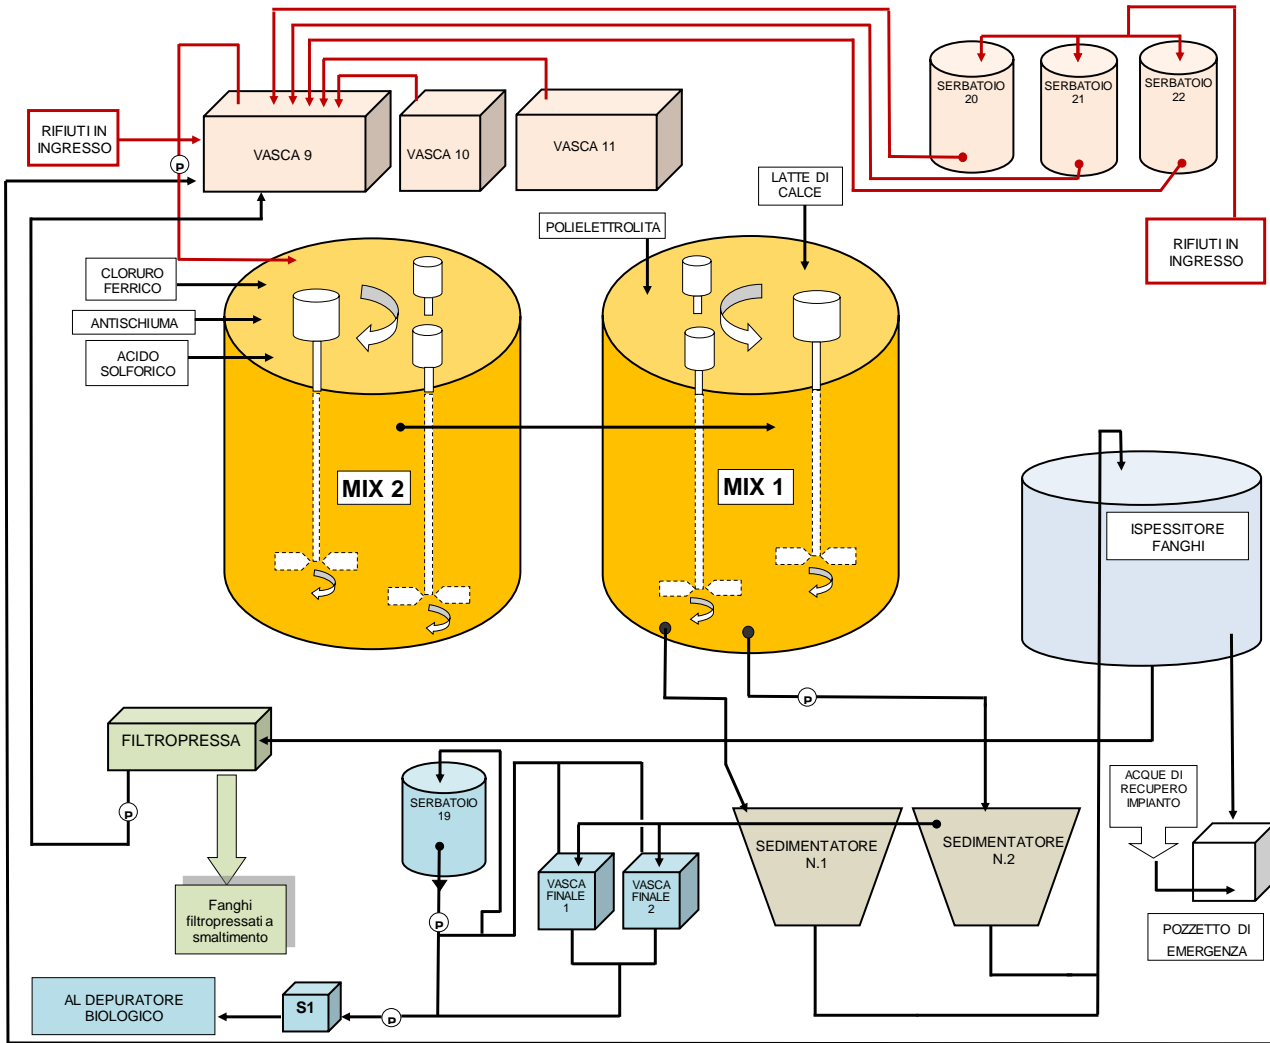 RIFIUTI IN
INGRESSO
VASCA 9
VASCA 10
VASCA 11
SERBATOIO
20
SERBATOIO
21
SERBATOIO
22
RIFIUTI IN
INGRESSO
P
LATTE DI
CALCE
POLIELETTROLITA
CLORURO
FERRICO
ANTISCHIUMA
ACIDO
SOLFORICO
MIX 2
MIX 1
ISPESSITORE
FANGHI
P
FILTROPRESSA
P
SERBATOIO
19
P
VASCA
FINALE
1
VASCA
FINALE
2
SEDIMENTATORE
N.1
SEDIMENTATORE
N.2
ACQUE DI
RECUPERO
IMPIANTO
POZZETTO DI
EMERGENZA
Fanghi
filtropressati a
smaltimento
AL DEPURATORE
BIOLOGICO
S1
P